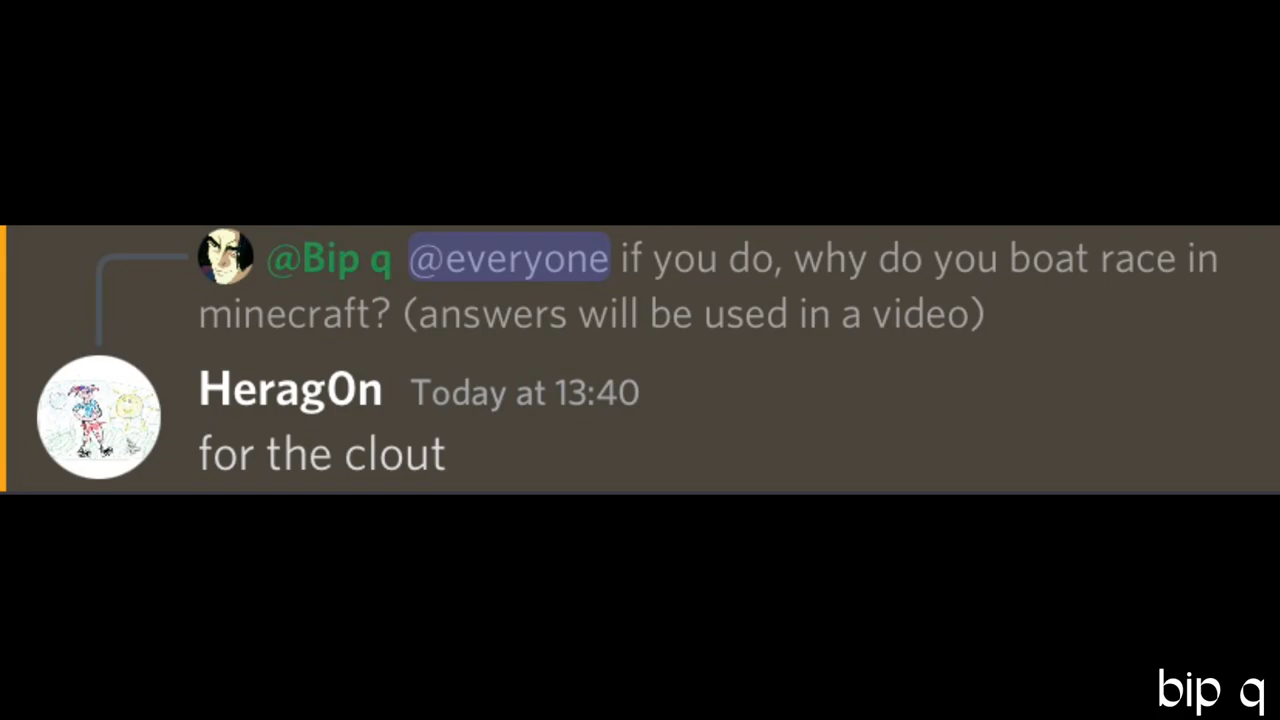 @Bip q @everyone if you do, why do you boat race in
minecraft? (answers will be used in a video)
Herag0n Today at 13:40
for the clout
bip q